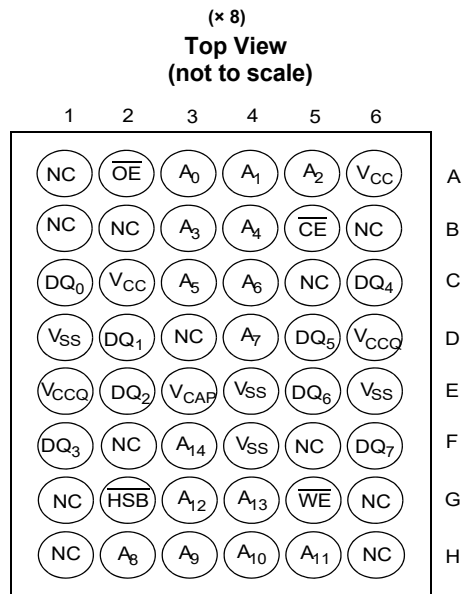 (× 8)
Top View
(not to scale)
1 2 3 4 5 6
NC OE A0 A1 A2 VCC A
NC NC A3 A4 CE NC B
DQ0 VCC A5 A6 NC DQ4 C
VSS DQ1 NC A7 DQ5 VCCQ D
VCCQ DQ2 VCAP VSS DQ6 VSS E
DQ3 NC A14 VSS NC DQ7 F
NC HSB A12 A13 WE NC G
NC A8 A9 A10 A11 NC H